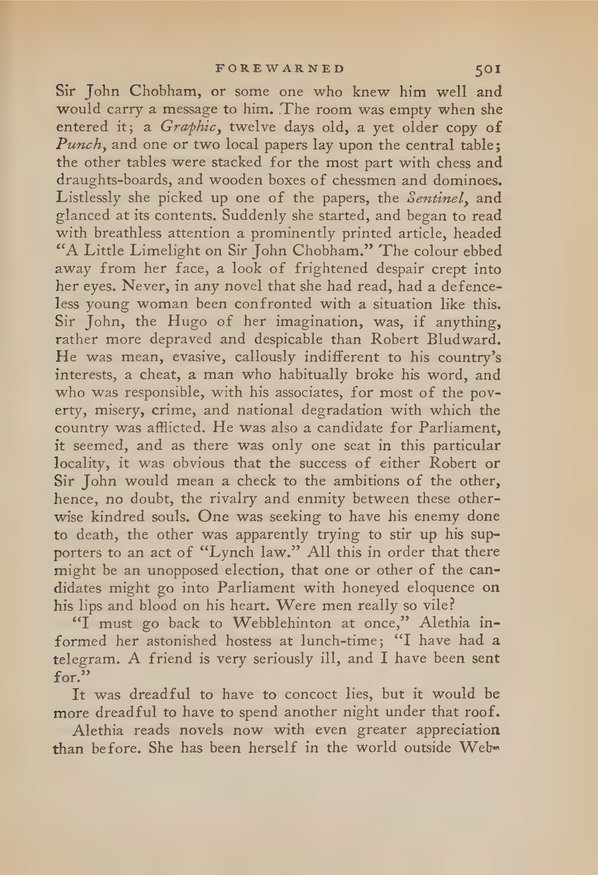 FOREWARNED 501
Sir John Chobham, or some one who knew him well and
would carry a message to him. The room was empty when she
entered it; a Graphic, twelve days old, a yet older copy of
Punch, and one or two local papers lay upon the central table;
the other tables were stacked for the most part with chess and
draughts-boards, and wooden boxes of chessmen and dominoes.
Listlessly she picked up one of the papers, the Sentinel, and
glanced at its contents. Suddenly she started, and began to read
with breathless attention a prominently printed article, headed
“A Little Limelight on Sir John Chobham.” The colour ebbed
away from her face, a look of frightened despair crept into
her eyes. Never, in any novel that she had read, had a defence-
less young woman been confronted with a situation like this.
Sir John, the Hugo of her imagination, was, if anything,
rather more depraved and despicable than Robert Bludward.
He was mean, evasive, callously indifferent to his country’s
interests, a cheat, a man who habitually broke his word, and
who was responsible, with his associates, for most of the pov-
erty, misery, crime, and national degradation with which the
country was afflicted. He was also a candidate for Parliament,
it seemed, and as there was only one seat in this particular
locality, it was obvious that the success of either Robert or
Sir John would mean a check to the ambitions of the other,
hence, no doubt, the rivalry and enmity between these other-
wise kindred souls. One was seeking to have his enemy done
to death, the other was apparently trying to stir up his sup-
porters to an act of “Lynch law.” All this in order that there
might be an unopposed election, that one or other of the can-
didates might go into Parliament with honeyed eloquence on
his lips and blood on his heart. Were men really so vile?
“I must go back to Webblehinton at once,” Alethia in-
formed her astonished hostess at lunch-time; “I have had a
telegram. A friend is very seriously ill, and I have been sent
for.”
It was dreadful to have to concoct lies, but it would be
more dreadful to have to spend another night under that roof.
Alethia reads novels now with even greater appreciation
than before. She has been herself in the world outside Web-